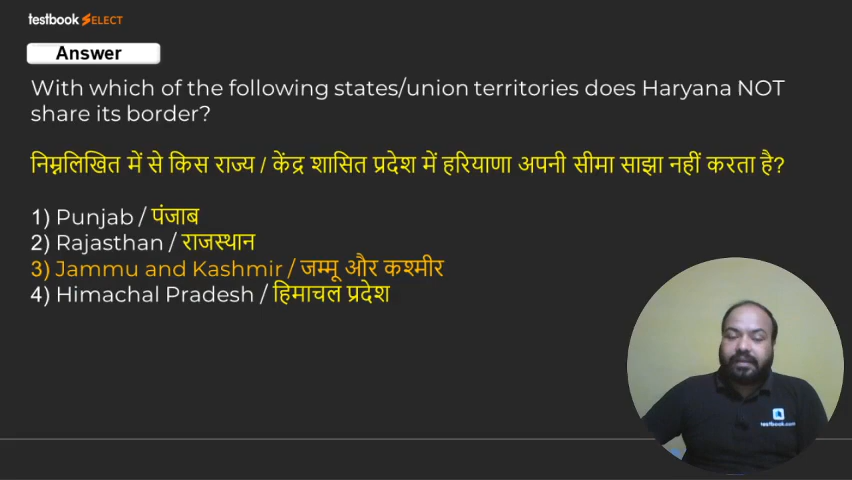 testbook SELECT
Answer
With which of the following states/union territories does Haryana NOT
share its border?
निम्नलिखित में से किस राज्य / केंद्र शासित प्रदेश में हरियाणा अपनी सीमा साझा नहीं करता है?
1) Punjab / पंजाब
2) Rajasthan / राजस्थान
3) Jammu and Kashmir / जम्मू और कश्मीर
4) Himachal Pradesh / हिमाचल प्रदेश
testbook.com